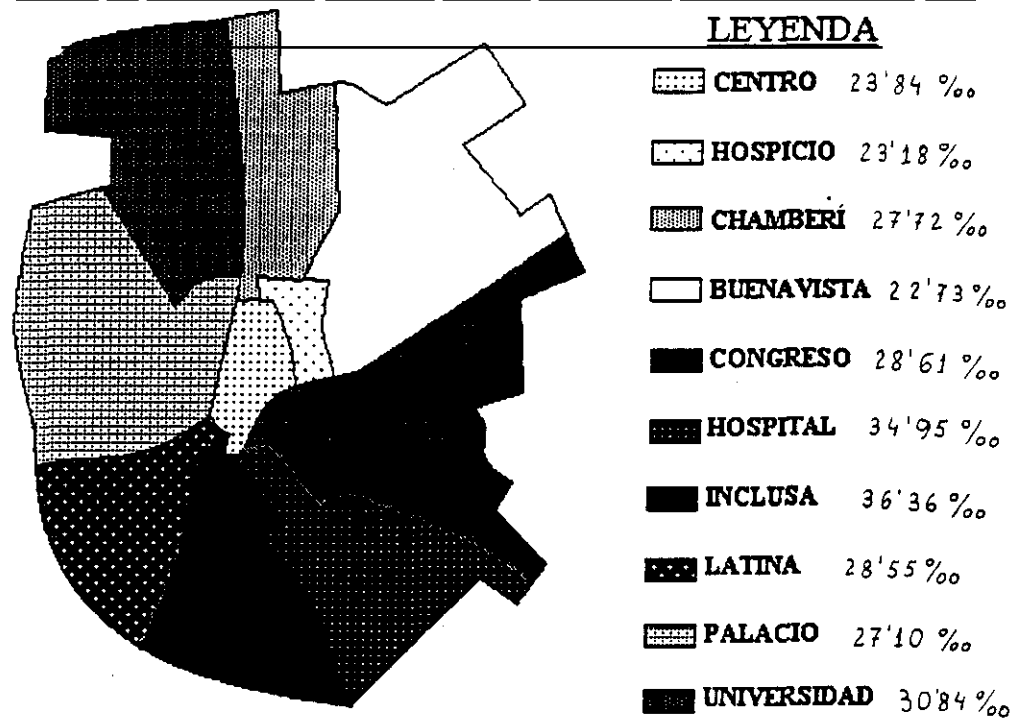 LEYENDA
CENTRO 23'84 ‰
HOSPICIO 23'18 ‰
CHAMBERÍ 27'72 ‰
BUENAVISTA 22'73 ‰
CONGRESO 28'61 ‰
HOSPITAL 34'95 ‰
INCLUSA 36'36 ‰
LATINA 28'55 ‰
PALACIO 27'10 ‰
UNIVERSIDAD 30'84 ‰